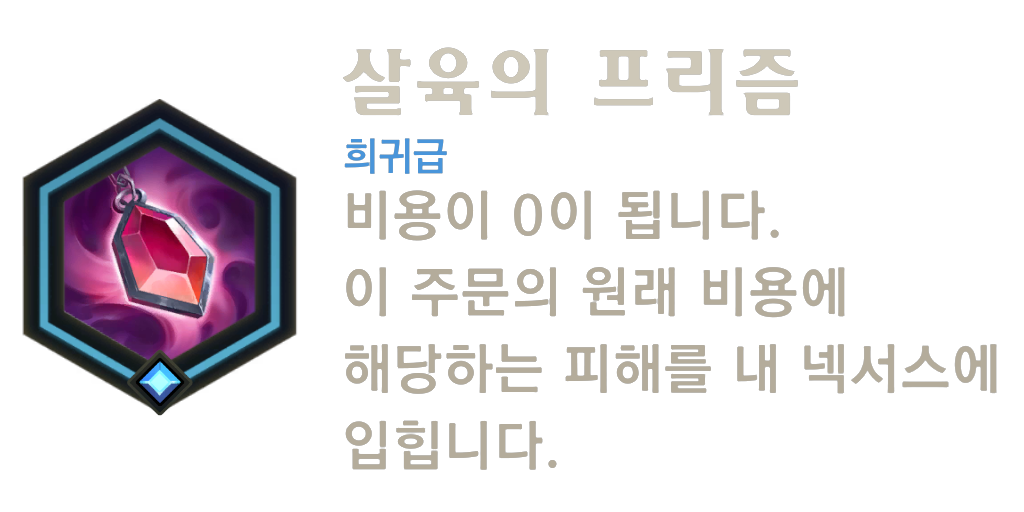 살육의 프리즘
희귀급
비용이 0이 됩니다.
이 주문의 원래 비용에
해당하는 피해를 내 넥서스에
입힙니다.